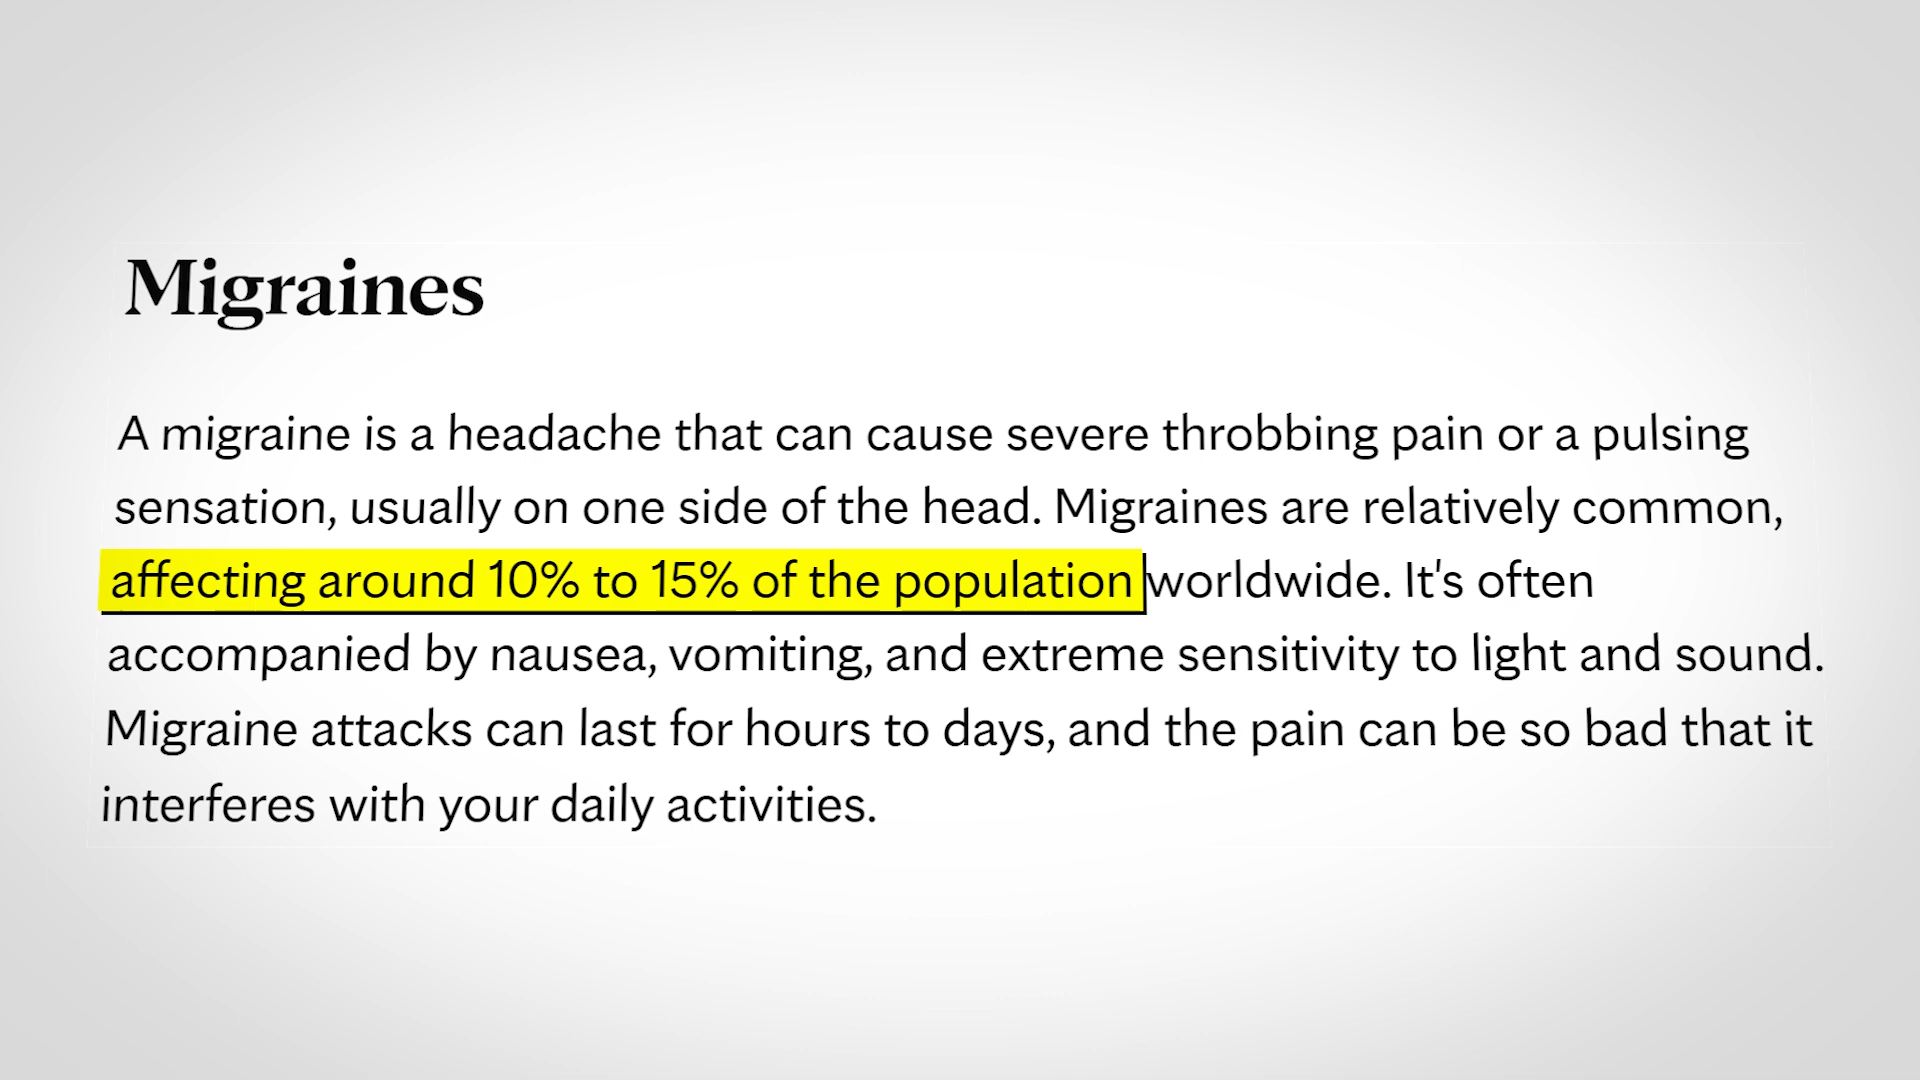 Migraines
A migraine is a headache that can cause severe throbbing pain or a pulsing
sensation, usually on one side of the head. Migraines are relatively common,
affecting around 10% to 15% of the population worldwide. It's often
accompanied by nausea, vomiting, and extreme sensitivity to light and sound.
Migraine attacks can last for hours to days, and the pain can be so bad that it
interferes with your daily activities.